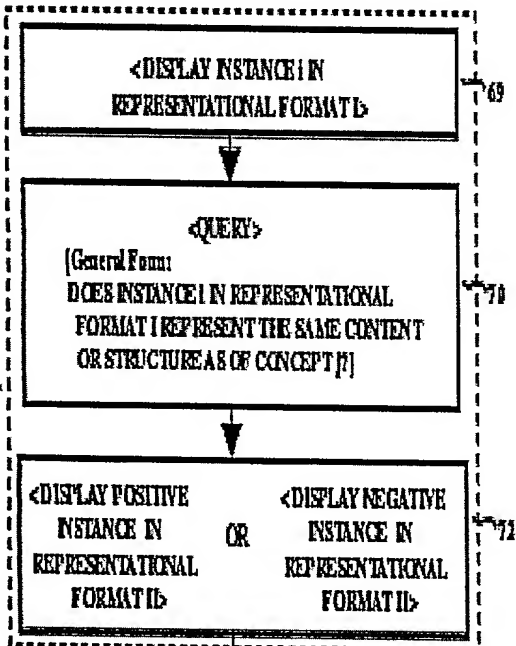 <DISPLAY INSTANCE I IN
REPRESENTATIONAL FORMAT I>
69
<QUERY>
[General Form:
DOES INSTANCE I IN REPRESENTATIONAL
FORMAT I REPRESENT THE SAME CONTENT
OR STRUCTURE AS OF CONCEPT [?]
70
<DISPLAY POSITIVE
INSTANCE IN
REPRESENTATIONAL
FORMAT II>
OR
<DISPLAY NEGATIVE
INSTANCE IN
REPRESENTATIONAL
FORMAT II>
72